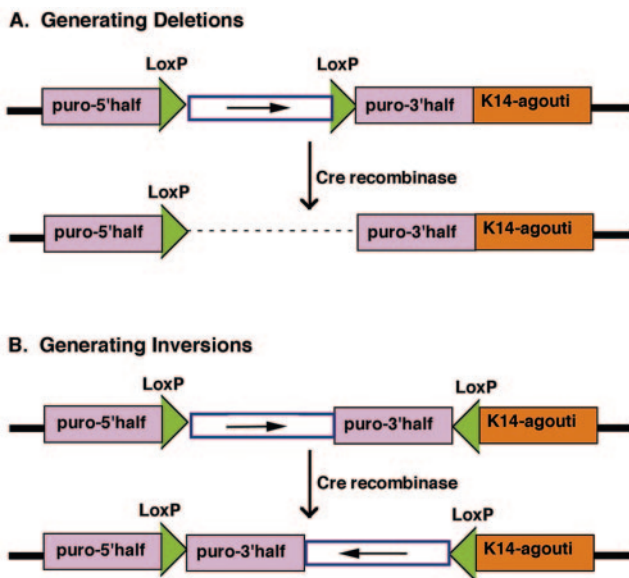 A. Generating Deletions
LoxP LoxP
puro-5'half puro-3'half K14-agouti
Cre recombinase
LoxP
puro-5'half puro-3'half K14-agouti
B. Generating Inversions
LoxP LoxP
puro-5'half puro-3'half K14-agouti
Cre recombinase
LoxP LoxP
puro-5'half puro-3'half K14-agouti